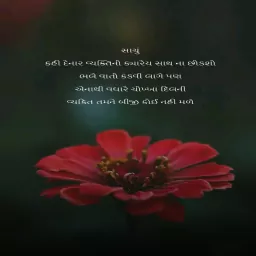 સાચું
કહી દેનાર વ્યક્તિનો ક્યારેય સાથ ના છોડશો
ભલે વાતો કડવી લાગે પણ
એનાથી વધારે ચોખ્ખા દિલની
વ્યક્તિ તમને બીજી કોઈ નહી મળે